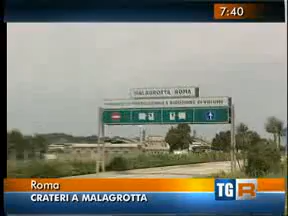 7:40
MALAGROTTA ROMA
Roma
CRATERI A MALAGROTTA
TG R